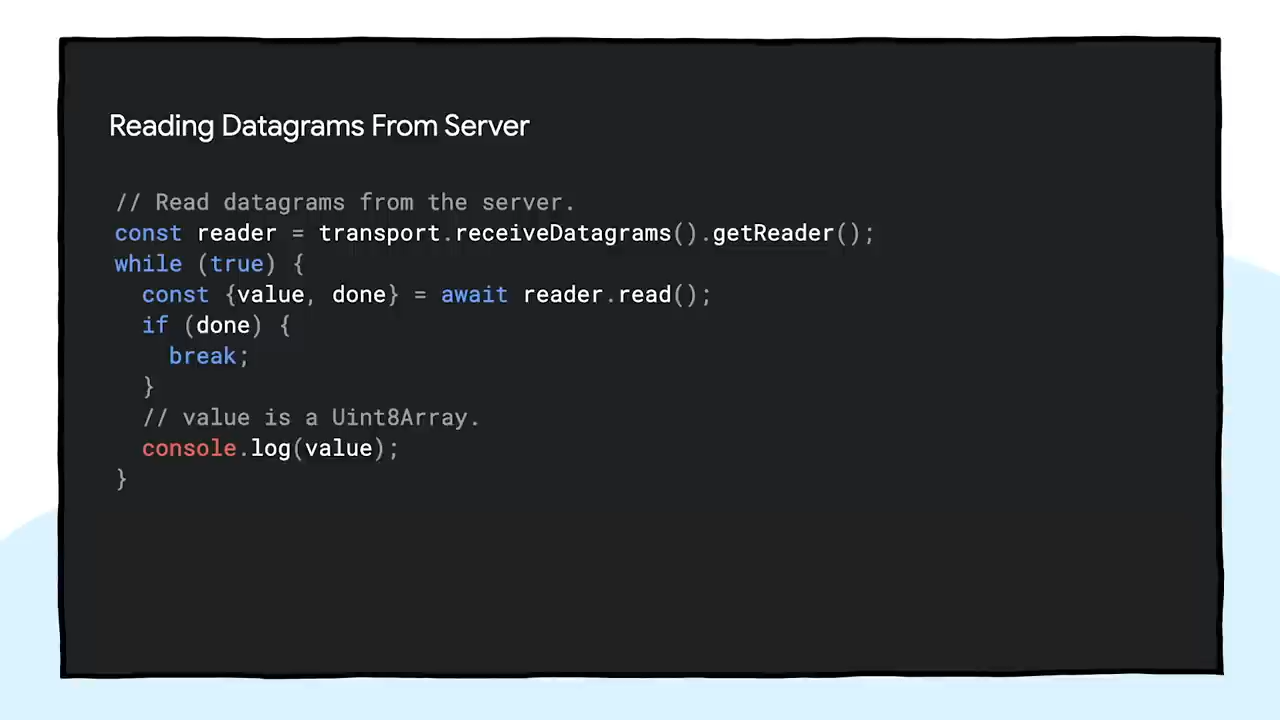 Reading Datagrams From Server
// Read datagrams from the server.
const reader = transport.receiveDatagrams().getReader();
while (true) {
  const {value, done} = await reader.read();
  if (done) {
    break;
  }
  // value is a Uint8Array.
  console.log(value);
}